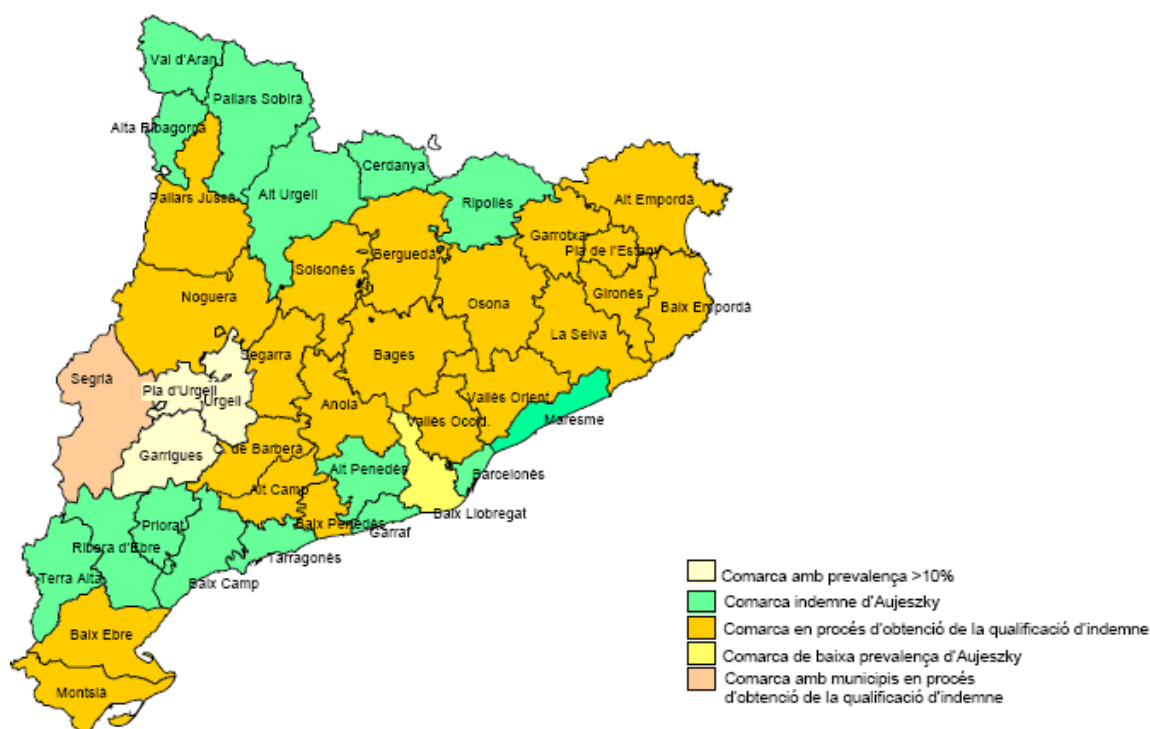 Val d'Aran
Pallars Sobirà
Alta Ribagorça
Cerdanya
Alt Urgell
Ripollès
Pallars Jussà
Alt Empordà
Garrotxa
Pla de l'Estany
Berguedà
Solsonès
Noguera
Osona
Gironès
Baix Empordà
La Selva
Segarra
Bages
Segrià
Pla d'Urgell
Urgell
Anoia
Vallès Orient.
Vallès Occid.
Maresme
Garrigues
C. de Barberà
Alt Penedès
Barcelonès
Alt Camp
Baix Llobregat
Baix Penedès
Garraf
Priorat
Ribera d'Ebre
Tarragonès
Terra Alta
Baix Camp
Baix Ebre
Montsià
Comarca amb prevalença >10%
Comarca indemne d'Aujeszky
Comarca en procés d'obtenció de la qualificació d'indemne
Comarca de baixa prevalença d'Aujeszky
Comarca amb municipis en procés
d'obtenció de la qualificació d'indemne